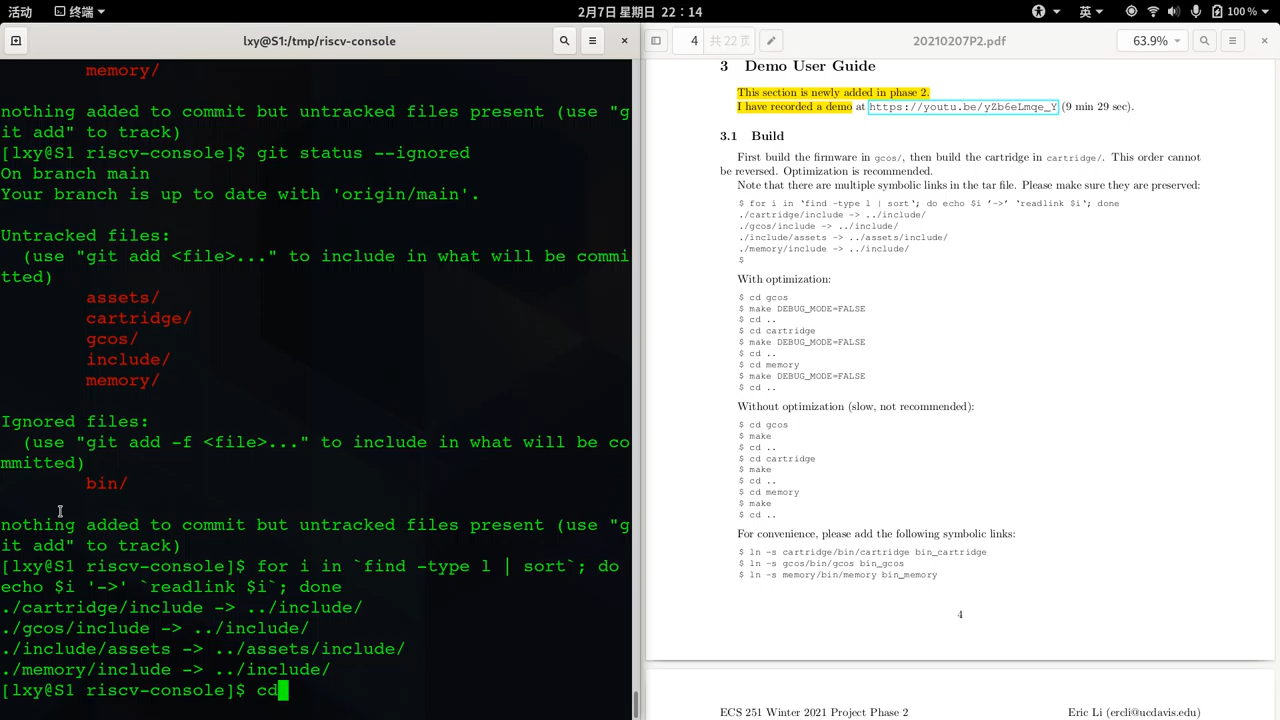 活动
终端
2月7日 星期日 22：14
英
100 %
lxy@S1:/tmp/riscv-console
memory/
nothing added to commit but untracked files present (use "g
it add" to track)
[lxy@S1 riscv-console]$ git status --ignored
On branch main
Your branch is up to date with 'origin/main'.
Untracked files:
(use "git add <file>..." to include in what will be commi
tted)
assets/
cartridge/
gcos/
include/
memory/
Ignored files:
(use "git add -f <file>..." to include in what will be co
mmitted)
bin/
nothing added to commit but untracked files present (use "g
it add" to track)
[lxy@S1 riscv-console]$ for i in `find -type l | sort`; do
echo $i '->' `readlink $i`; done
./cartridge/include -> ../include/
./gcos/include -> ../include/
./include/assets -> ../assets/include/
./memory/include -> ../include/
[lxy@S1 riscv-console]$ cd
4
共 22 页
20210207P2.pdf
63.9%
3 Demo User Guide
This section is newly added in phase 2.
I have recorded a demo at https://youtu.be/yZb6eLmqe_Y (9 min 29 sec).
3.1 Build
First build the firmware in gcos/, then build the cartridge in cartridge/. This order cannot
be reversed. Optimization is recommended.
Note that there are multiple symbolic links in the tar file. Please make sure they are preserved:
$ for i in ‘find -type l | sort‘; do echo $i ’->’ ‘readlink $i‘; done
./cartridge/include -> ../include/
./gcos/include -> ../include/
./include/assets -> ../assets/include/
./memory/include -> ../include/
$
With optimization:
$ cd gcos
$ make DEBUG_MODE=FALSE
$ cd ..
$ cd cartridge
$ make DEBUG_MODE=FALSE
$ cd ..
$ cd memory
$ make DEBUG_MODE=FALSE
$ cd ..
Without optimization (slow, not recommended):
$ cd gcos
$ make
$ cd ..
$ cd cartridge
$ make
$ cd ..
$ cd memory
$ make
$ cd ..
For convenience, please add the following symbolic links:
$ ln -s cartridge/bin/cartridge bin_cartridge
$ ln -s gcos/bin/gcos bin_gcos
$ ln -s memory/bin/memory bin_memory
4
ECS 251 Winter 2021 Project Phase 2
Eric Li (ercli@ucdavis.edu)